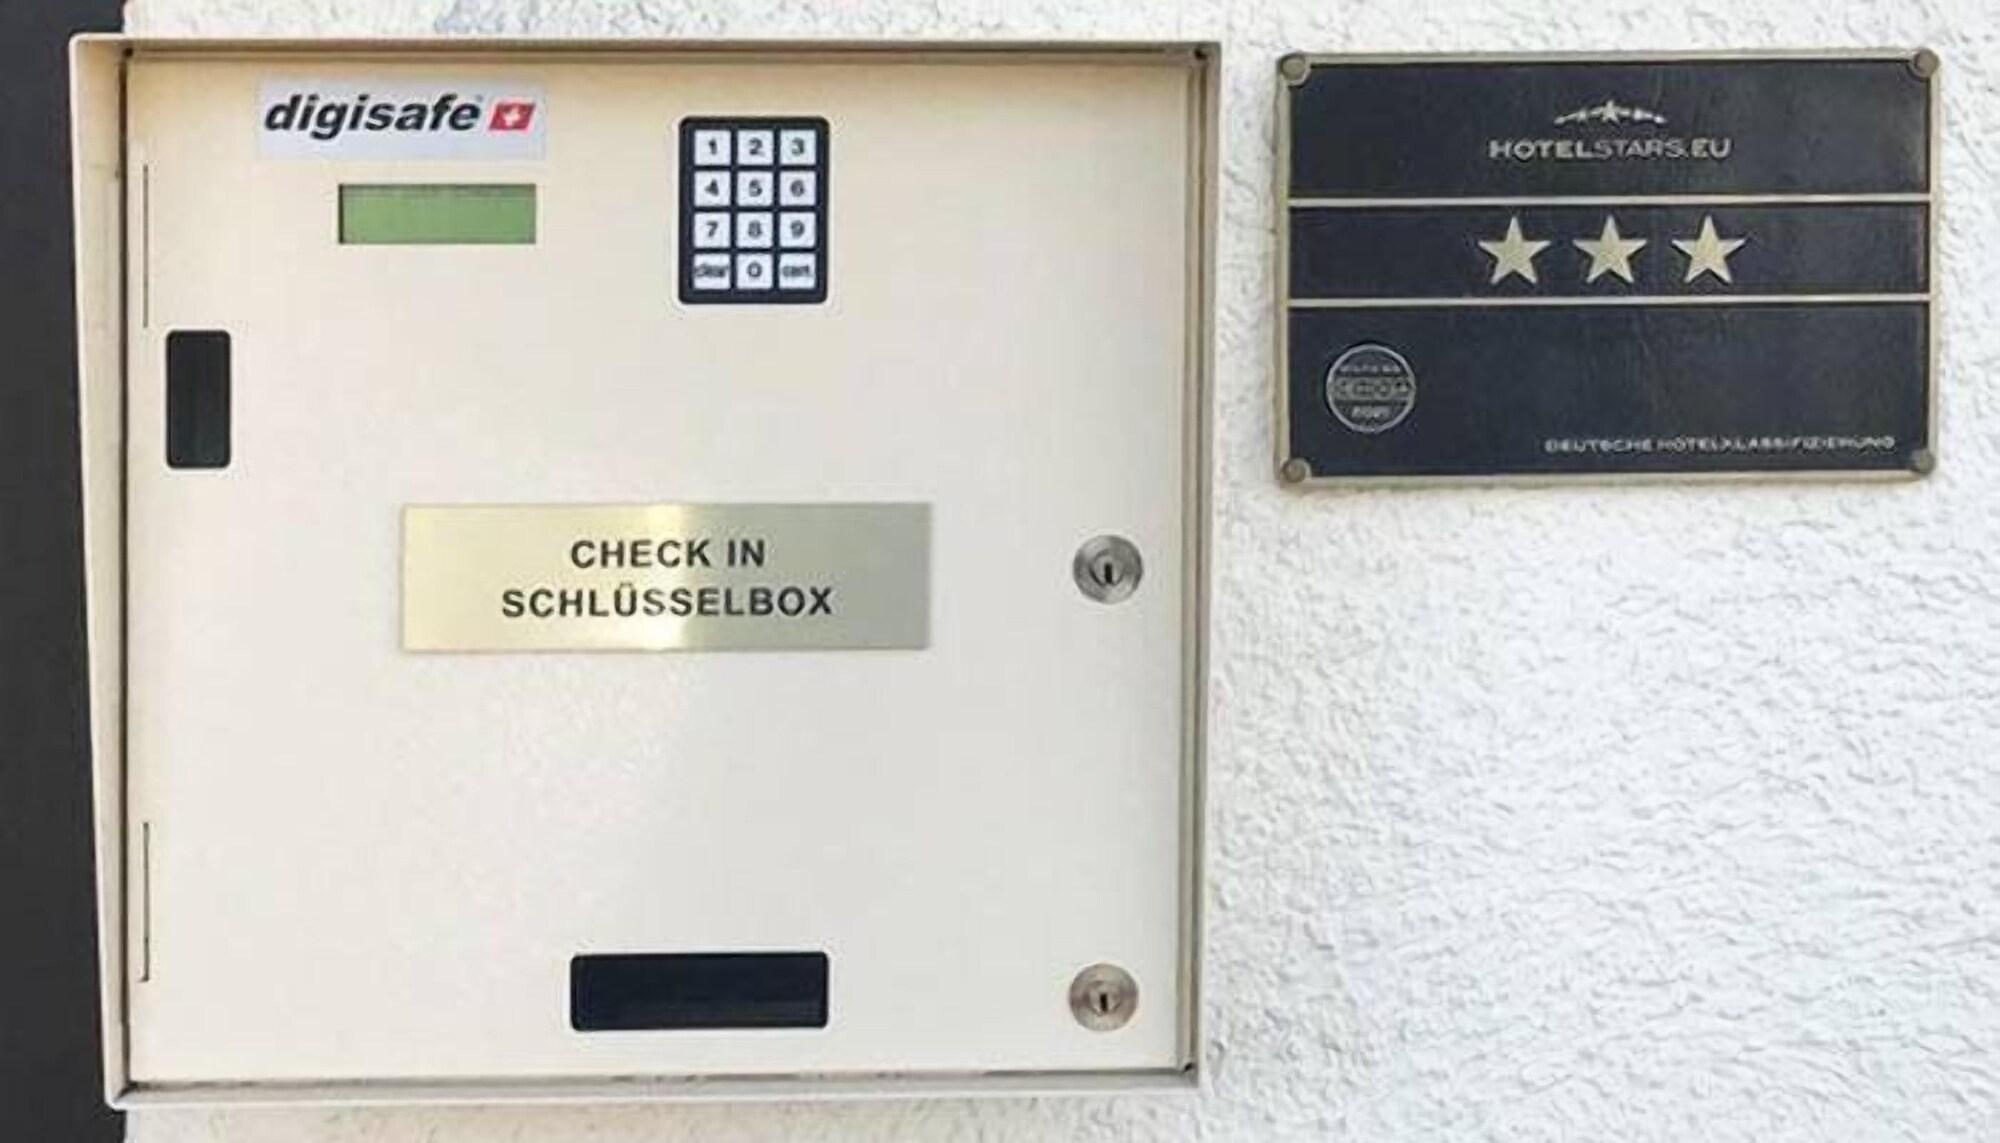 digisafe
1 2 3
4 5 6
7 8 9
clear 0
CHECK IN
SCHLÜSSELBOX
HOTELSTARS.EU
DEUTSCHE HOTELKLASSIFIZIERUNG